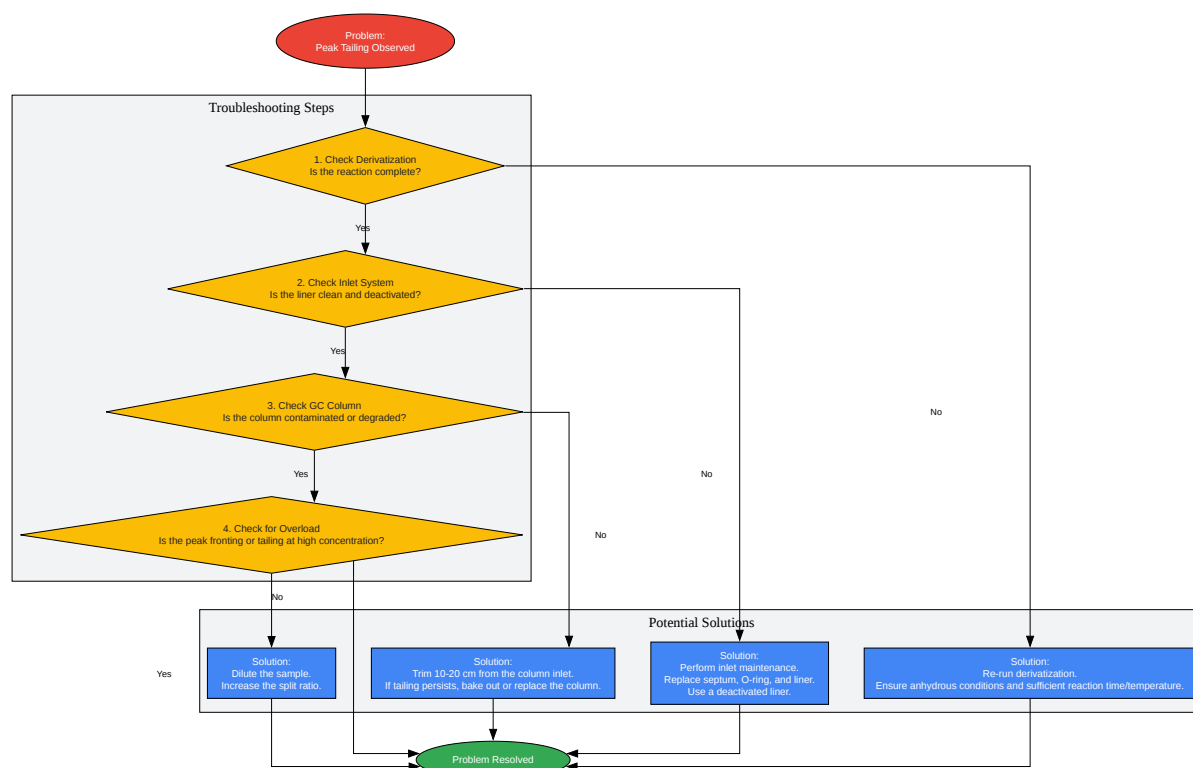 Problem:
Peak Tailing Observed
Troubleshooting Steps
1. Check Derivatization
Is the reaction complete?
Yes
2. Check Inlet System
Is the liner clean and deactivated?
Yes
3. Check GC Column
Is the column contaminated or degraded?
No
Yes
No
4. Check for Overload
Is the peak fronting or tailing at high concentration?
No
No
Potential Solutions
Yes
Solution:
Dilute the sample.
Increase the split ratio.
Solution:
Trim 10-20 cm from the column inlet.
If tailing persists, bake out or replace the column.
Solution:
Perform inlet maintenance.
Replace septum, O-ring, and liner.
Use a deactivated liner.
Solution:
Re-run derivatization.
Ensure anhydrous conditions and sufficient reaction time/temperature.
Problem Resolved